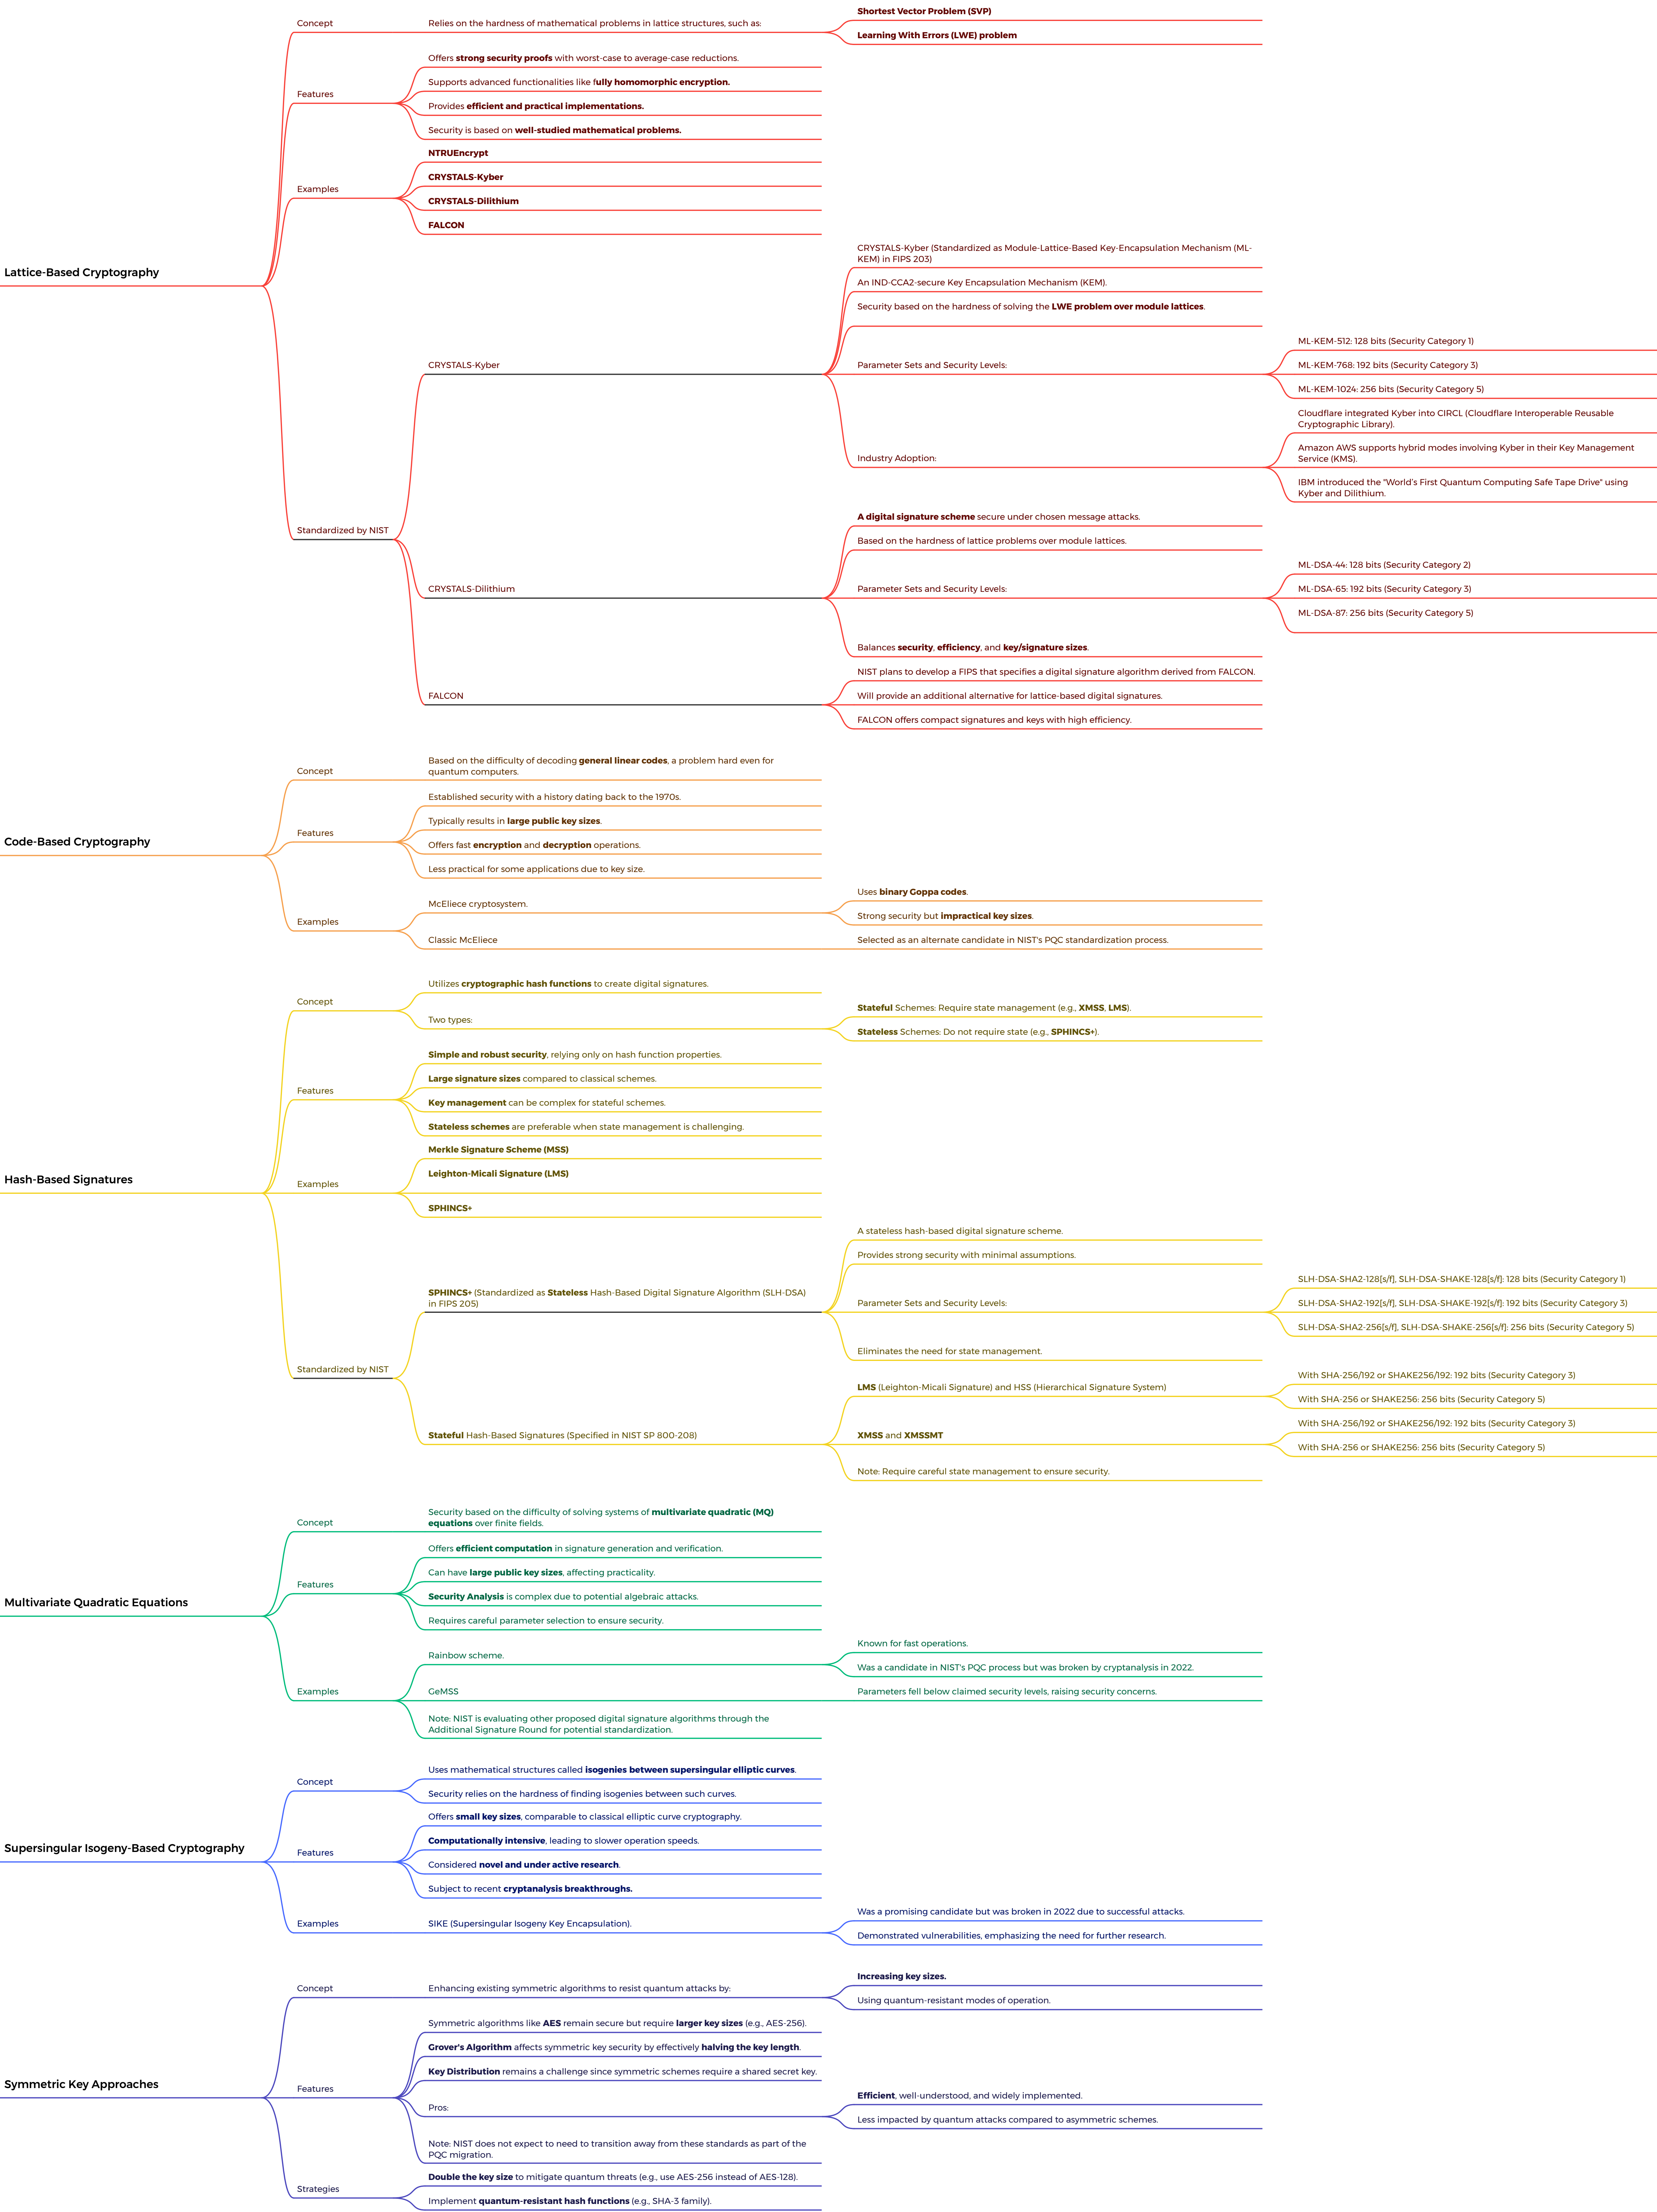 Lattice-Based Cryptography
Concept
Relies on the hardness of mathematical problems in lattice structures, such as:
Shortest Vector Problem (SVP)
Learning With Errors (LWE) problem
Features
Offers strong security proofs with worst-case to average-case reductions.
Supports advanced functionalities like fully homomorphic encryption.
Provides efficient and practical implementations.
Security is based on well-studied mathematical problems.
Examples
NTRUEncrypt
CRYSTALS-Kyber
CRYSTALS-Dilithium
FALCON
Standardized by NIST
CRYSTALS-Kyber
CRYSTALS-Kyber (Standardized as Module-Lattice-Based Key-Encapsulation Mechanism (ML-
KEM) in FIPS 203)
An IND-CCA2-secure Key Encapsulation Mechanism (KEM).
Security based on the hardness of solving the LWE problem over module lattices.
Parameter Sets and Security Levels:
ML-KEM-512: 128 bits (Security Category 1)
ML-KEM-768: 192 bits (Security Category 3)
ML-KEM-1024: 256 bits (Security Category 5)
Industry Adoption:
Cloudflare integrated Kyber into CIRCL (Cloudflare Interoperable Reusable
Cryptographic Library).
Amazon AWS supports hybrid modes involving Kyber in their Key Management
Service (KMS).
IBM introduced the "World's First Quantum Computing Safe Tape Drive" using
Kyber and Dilithium.
CRYSTALS-Dilithium
A digital signature scheme secure under chosen message attacks.
Based on the hardness of lattice problems over module lattices.
Parameter Sets and Security Levels:
ML-DSA-44: 128 bits (Security Category 2)
ML-DSA-65: 192 bits (Security Category 3)
ML-DSA-87: 256 bits (Security Category 5)
Balances security, efficiency, and key/signature sizes.
FALCON
NIST plans to develop a FIPS that specifies a digital signature algorithm derived from FALCON.
Will provide an additional alternative for lattice-based digital signatures.
FALCON offers compact signatures and keys with high efficiency.
Code-Based Cryptography
Concept
Based on the difficulty of decoding general linear codes, a problem hard even for
quantum computers.
Features
Established security with a history dating back to the 1970s.
Typically results in large public key sizes.
Offers fast encryption and decryption operations.
Less practical for some applications due to key size.
Examples
McEliece cryptosystem.
Uses binary Goppa codes.
Strong security but impractical key sizes.
Classic McEliece
Selected as an alternate candidate in NIST's PQC standardization process.
Hash-Based Signatures
Concept
Utilizes cryptographic hash functions to create digital signatures.
Two types:
Stateful Schemes: Require state management (e.g., XMSS, LMS).
Stateless Schemes: Do not require state (e.g., SPHINCS+).
Features
Simple and robust security, relying only on hash function properties.
Large signature sizes compared to classical schemes.
Key management can be complex for stateful schemes.
Stateless schemes are preferable when state management is challenging.
Examples
Merkle Signature Scheme (MSS)
Leighton-Micali Signature (LMS)
SPHINCS+
Standardized by NIST
SPHINCS+ (Standardized as Stateless Hash-Based Digital Signature Algorithm (SLH-DSA)
in FIPS 205)
A stateless hash-based digital signature scheme.
Provides strong security with minimal assumptions.
Parameter Sets and Security Levels:
SLH-DSA-SHA2-128[s/f], SLH-DSA-SHAKE-128[s/f]: 128 bits (Security Category 1)
SLH-DSA-SHA2-192[s/f], SLH-DSA-SHAKE-192[s/f]: 192 bits (Security Category 3)
SLH-DSA-SHA2-256[s/f], SLH-DSA-SHAKE-256[s/f]: 256 bits (Security Category 5)
Eliminates the need for state management.
Stateful Hash-Based Signatures (Specified in NIST SP 800-208)
LMS (Leighton-Micali Signature) and HSS (Hierarchical Signature System)
With SHA-256/192 or SHAKE256/192: 192 bits (Security Category 3)
With SHA-256 or SHAKE256: 256 bits (Security Category 5)
XMSS and XMSSMT
With SHA-256/192 or SHAKE256/192: 192 bits (Security Category 3)
With SHA-256 or SHAKE256: 256 bits (Security Category 5)
Note: Require careful state management to ensure security.
Multivariate Quadratic Equations
Concept
Security based on the difficulty of solving systems of multivariate quadratic (MQ)
equations over finite fields.
Features
Offers efficient computation in signature generation and verification.
Can have large public key sizes, affecting practicality.
Security Analysis is complex due to potential algebraic attacks.
Requires careful parameter selection to ensure security.
Examples
Rainbow scheme.
Known for fast operations.
Was a candidate in NIST's PQC process but was broken by cryptanalysis in 2022.
GeMSS
Parameters fell below claimed security levels, raising security concerns.
Note: NIST is evaluating other proposed digital signature algorithms through the
Additional Signature Round for potential standardization.
Supersingular Isogeny-Based Cryptography
Concept
Uses mathematical structures called isogenies between supersingular elliptic curves.
Security relies on the hardness of finding isogenies between such curves.
Features
Offers small key sizes, comparable to classical elliptic curve cryptography.
Computationally intensive, leading to slower operation speeds.
Considered novel and under active research.
Subject to recent cryptanalysis breakthroughs.
Examples
SIKE (Supersingular Isogeny Key Encapsulation).
Was a promising candidate but was broken in 2022 due to successful attacks.
Demonstrated vulnerabilities, emphasizing the need for further research.
Symmetric Key Approaches
Concept
Enhancing existing symmetric algorithms to resist quantum attacks by:
Increasing key sizes.
Using quantum-resistant modes of operation.
Features
Symmetric algorithms like AES remain secure but require larger key sizes (e.g., AES-256).
Grover's Algorithm affects symmetric key security by effectively halving the key length.
Key Distribution remains a challenge since symmetric schemes require a shared secret key.
Pros:
Efficient, well-understood, and widely implemented.
Less impacted by quantum attacks compared to asymmetric schemes.
Note: NIST does not expect to need to transition away from these standards as part of the
PQC migration.
Strategies
Double the key size to mitigate quantum threats (e.g., use AES-256 instead of AES-128).
Implement quantum-resistant hash functions (e.g., SHA-3 family).